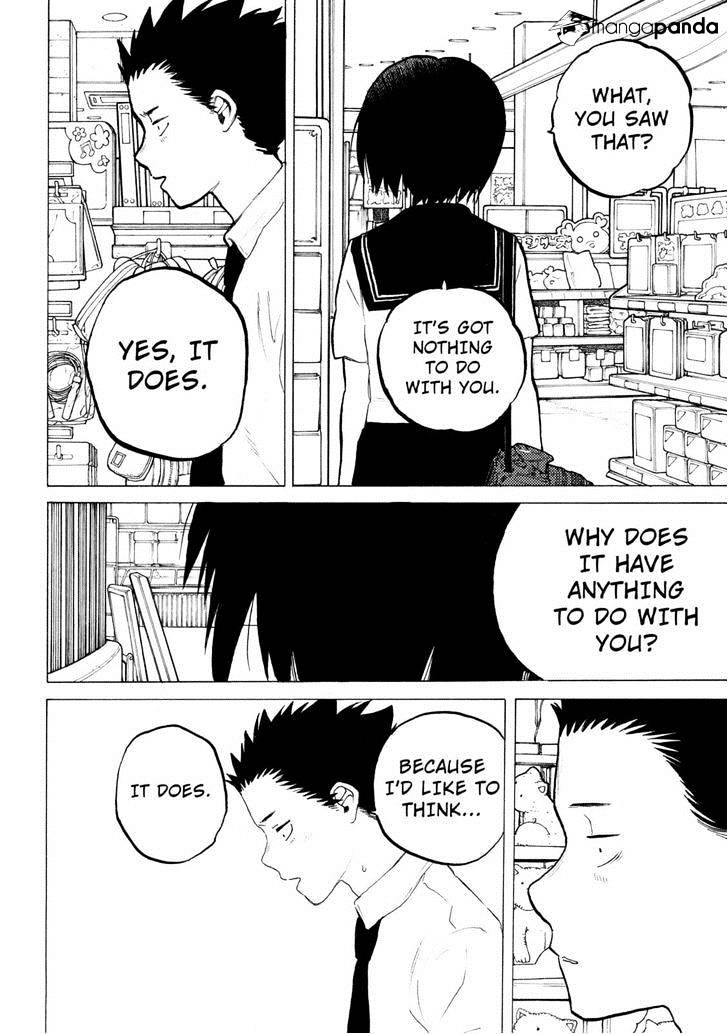 mangapanda
WHAT,
YOU SAW
THAT?
IT'S GOT
NOTHING
TO DO
WITH YOU.
YES, IT
DOES.
WHY DOES
IT HAVE
ANYTHING
TO DO WITH
YOU?
BECAUSE
I'D LIKE TO
THINK...
IT DOES.